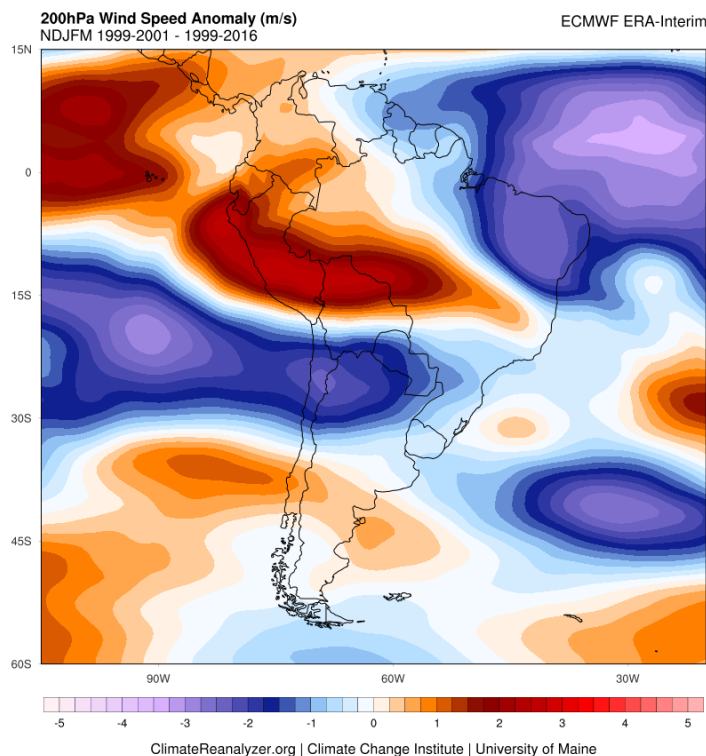 200hPa Wind Speed Anomaly (m/s)
NDJFM 1999-2001 - 1999-2016
ECMWF ERA-Interim
15N
0
15S
30S
45S
60S
90W 60W 30W
-5 -4 -3 -2 -1 0 1 2 3 4 5
ClimateReanalyzer.org | Climate Change Institute | University of Maine